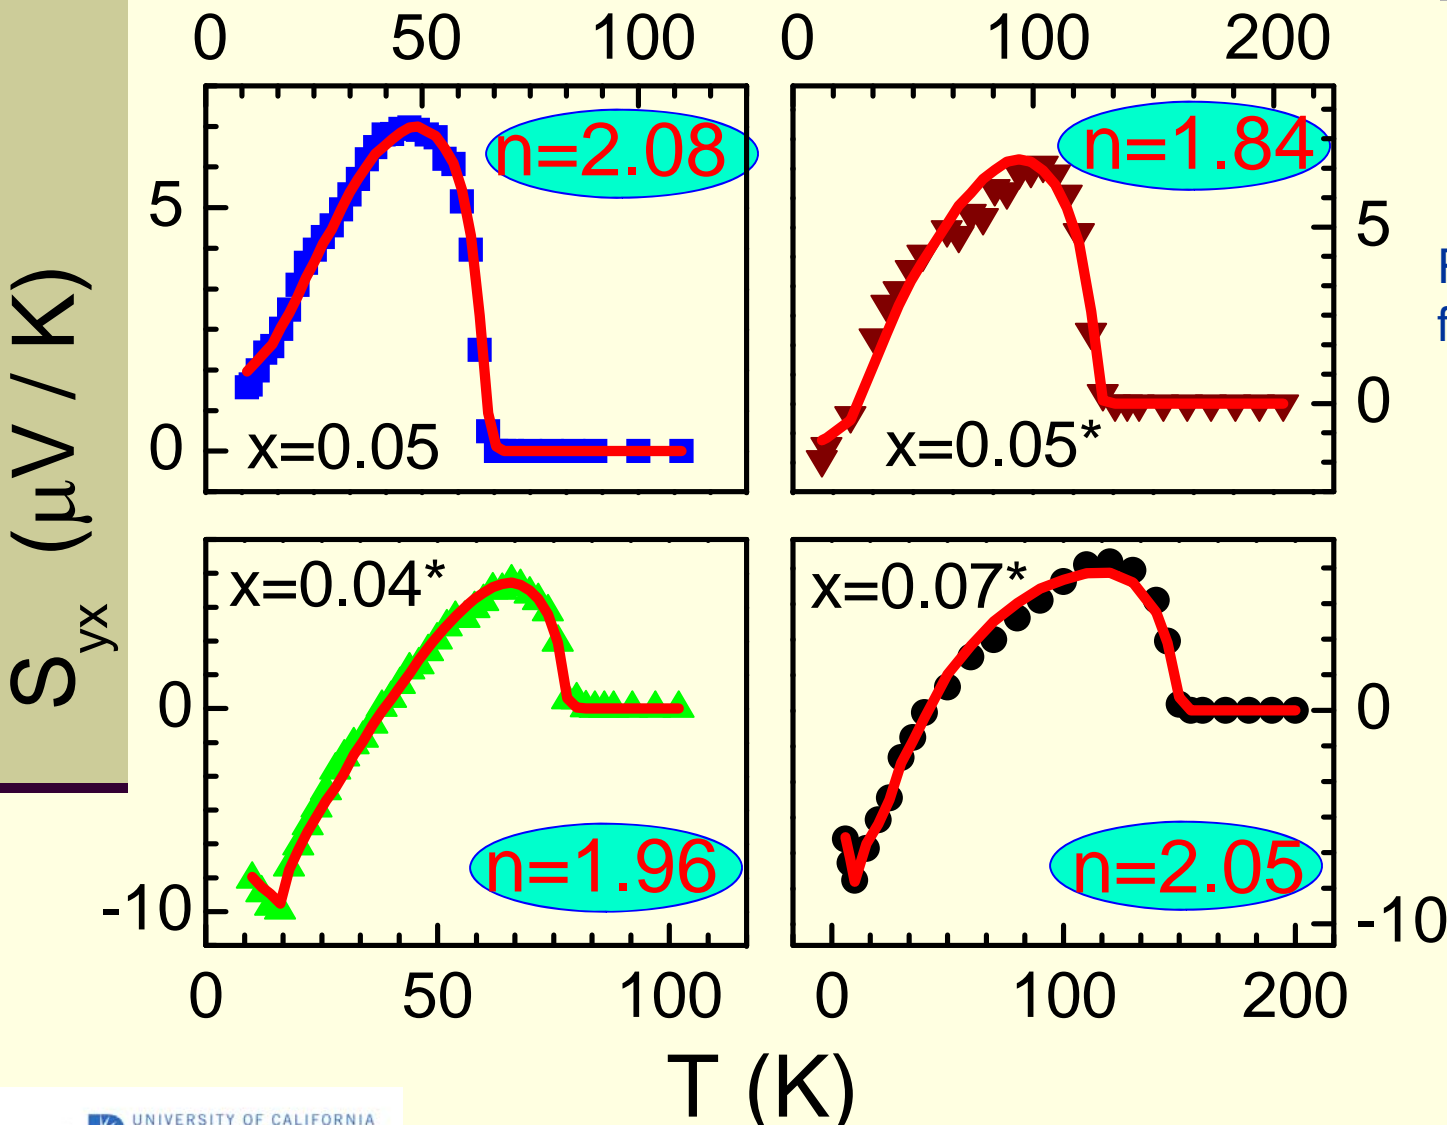 0 50 100 0 100 200
n=2.08 n=1.84
5 5
0 0
x=0.05 x=0.05*
S_yx (μV / K)
x=0.04* x=0.07*
0 0
n=1.96 n=2.05
-10 -10
0 50 100 0 100 200
T (K)
UNIVERSITY OF CALIFORNIA